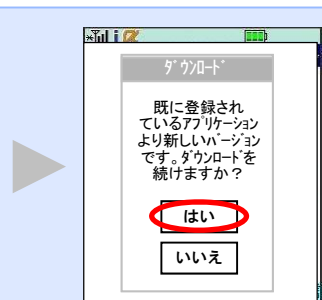 ﾀﾞｳﾝﾛｰﾄﾞ
既に登録され
ているｱﾌﾟﾘｹｰｼｮﾝ
より新しいﾊﾞｰｼﾞｮﾝ
です。ﾀﾞｳﾝﾛｰﾄﾞを
続けますか？
はい
いいえ